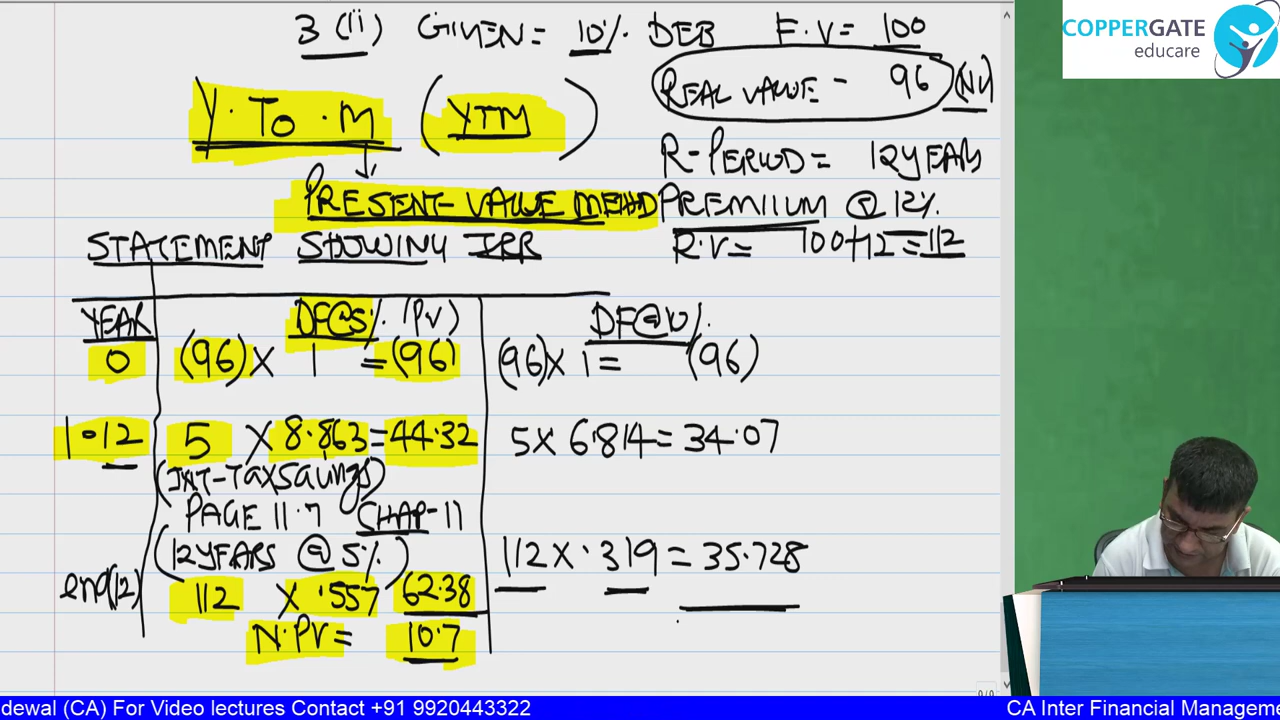 3 (ii) GIVEN = 10% DEB F.V = 100
COPPERGATE
educare
REAL VALUE - 96 (NV)
Y. To. M (YTM)
R-PERIOD = 12 YEARS
PRESENT VALUE METHOD PREMIUM @ 12%
STATEMENT SHOWING IRR R.V = 100+12 = 112
YEAR DF@5% (PV) DF@10%
0 (96) X 1 = (96) (96) X 1 = (96)
1-12 5 X 8.863 = 44.32 5 X 6.814 = 34.07
(INT-TAX SAVINGS)
PAGE 11.7 CHAP-11
(12 YEARS @ 5%)
end(12) 112 X .557 62.38 112 X .319 = 35.728
N.PV = 10.7
dewal (CA) For Video lectures Contact +91 9920443322 CA Inter Financial Manageme